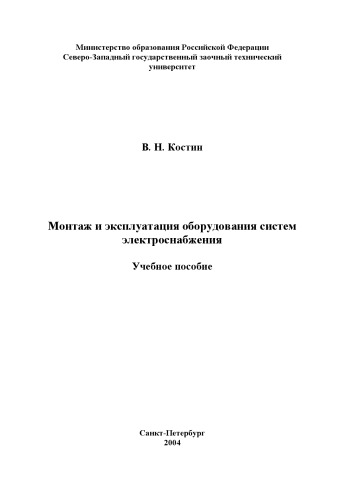 Министерство образования Российской Федерации
Северо-Западный государственный заочный технический
университет
В. Н. Костин
Монтаж и эксплуатация оборудования систем
электроснабжения
Учебное пособие
Санкт-Петербург
2004